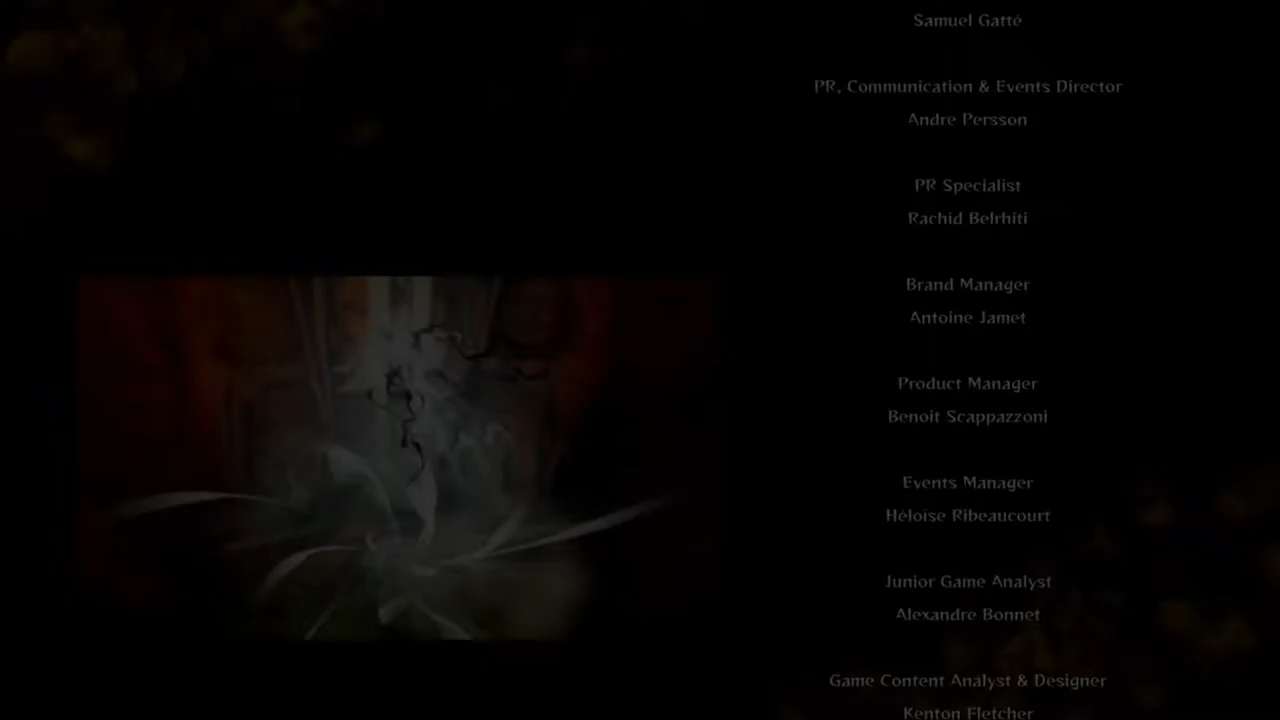 Samuel Gatté
PR, Communication & Events Director
Andre Persson
PR Specialist
Rachid Belrhiti
Brand Manager
Antoine Jamet
Product Manager
Benoit Scappazzoni
Events Manager
Héloïse Ribeaucourt
Junior Game Analyst
Alexandre Bonnet
Game Content Analyst & Designer
Kenton Fletcher